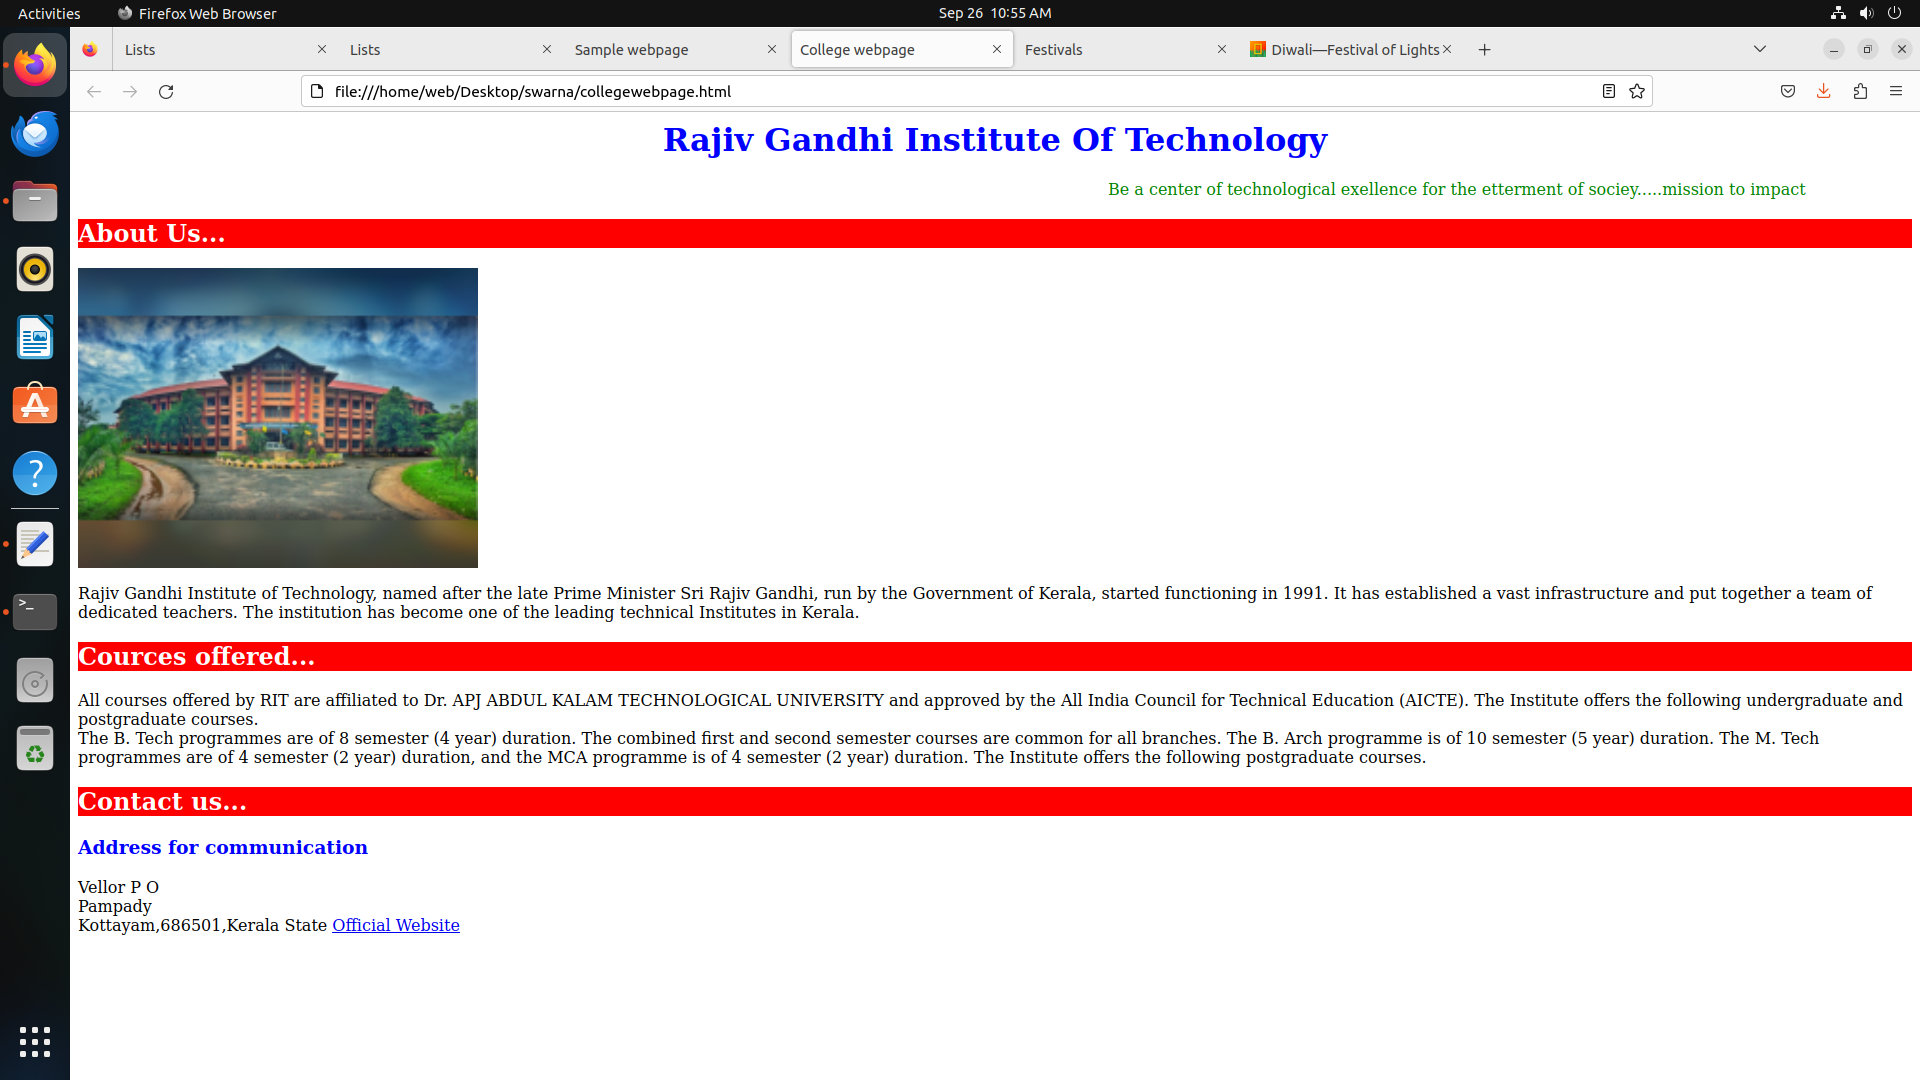 Activities
Firefox Web Browser
Sep 26 10:55 AM
Lists
Lists
Sample webpage
College webpage
Festivals
Diwali—Festival of Lights
file:///home/web/Desktop/swarna/collegewebpage.html
Rajiv Gandhi Institute Of Technology
Be a center of technological exellence for the etterment of sociey.....mission to impact
About Us...
Rajiv Gandhi Institute of Technology, named after the late Prime Minister Sri Rajiv Gandhi, run by the Government of Kerala, started functioning in 1991. It has established a vast infrastructure and put together a team of
dedicated teachers. The institution has become one of the leading technical Institutes in Kerala.
Cources offered...
All courses offered by RIT are affiliated to Dr. APJ ABDUL KALAM TECHNOLOGICAL UNIVERSITY and approved by the All India Council for Technical Education (AICTE). The Institute offers the following undergraduate and
postgraduate courses.
The B. Tech programmes are of 8 semester (4 year) duration. The combined first and second semester courses are common for all branches. The B. Arch programme is of 10 semester (5 year) duration. The M. Tech
programmes are of 4 semester (2 year) duration, and the MCA programme is of 4 semester (2 year) duration. The Institute offers the following postgraduate courses.
Contact us...
Address for communication
Vellor P O
Pampady
Kottayam,686501,Kerala State Official Website